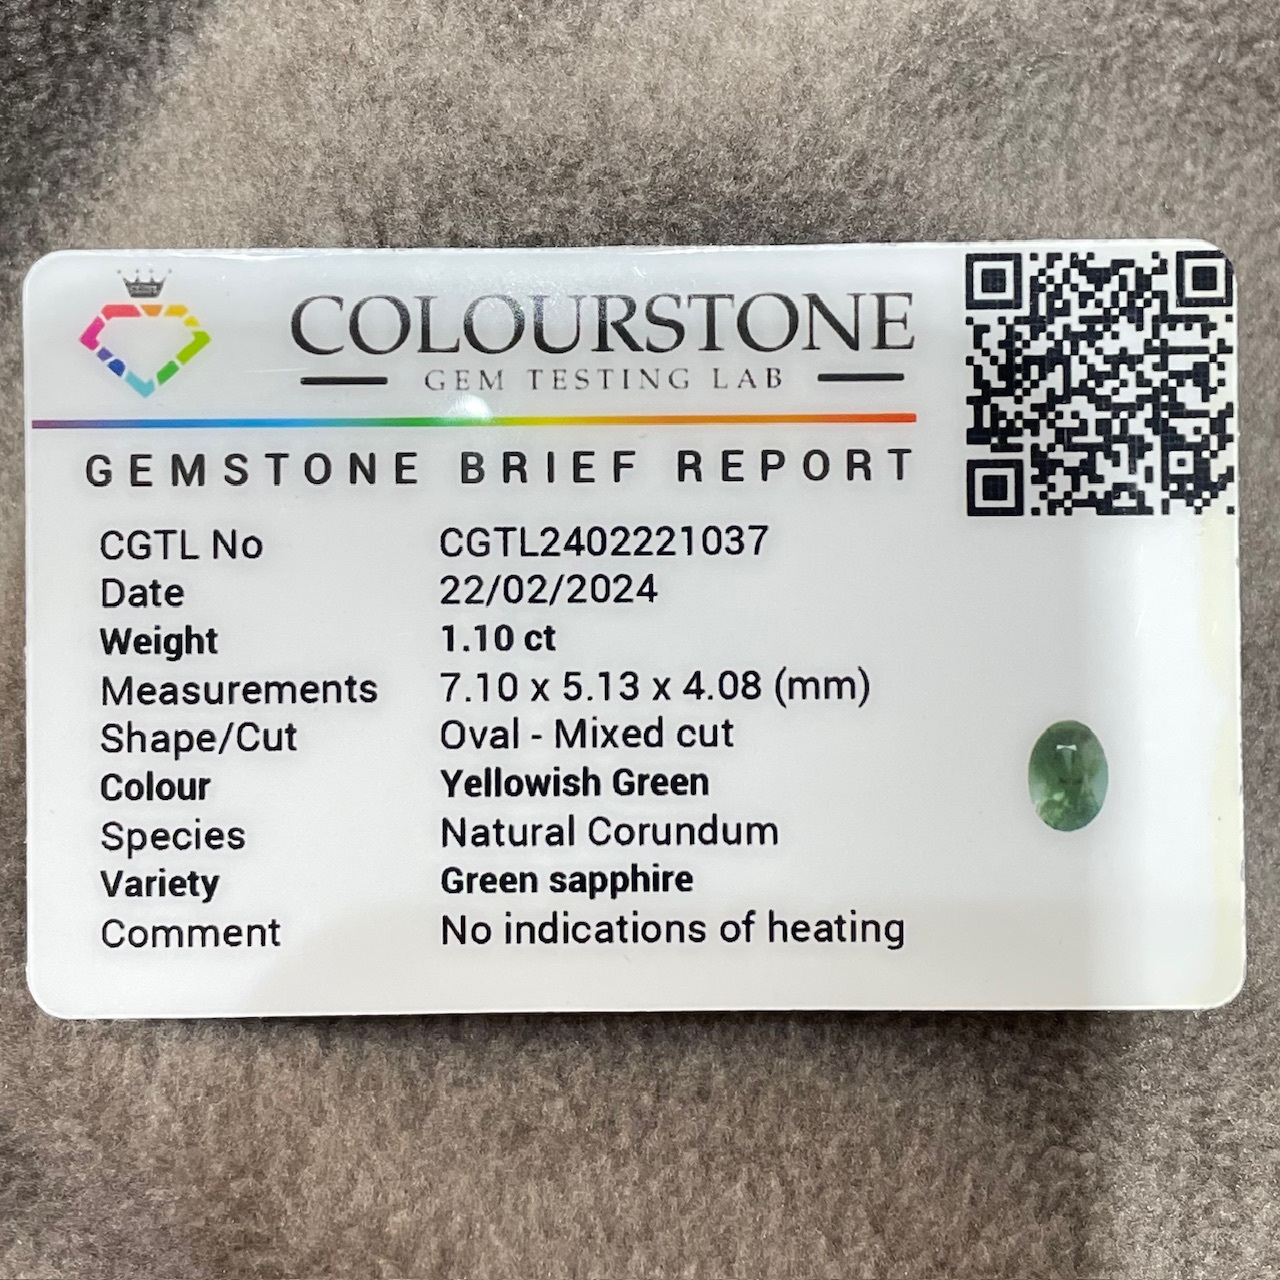 COLOURSTONE
GEM TESTING LAB
GEMSTONE BRIEF REPORT
CGTL No CGTL2402221037
Date 22/02/2024
Weight 1.10 ct
Measurements 7.10 x 5.13 x 4.08 (mm)
Shape/Cut Oval - Mixed cut
Colour Yellowish Green
Species Natural Corundum
Variety Green sapphire
Comment No indications of heating